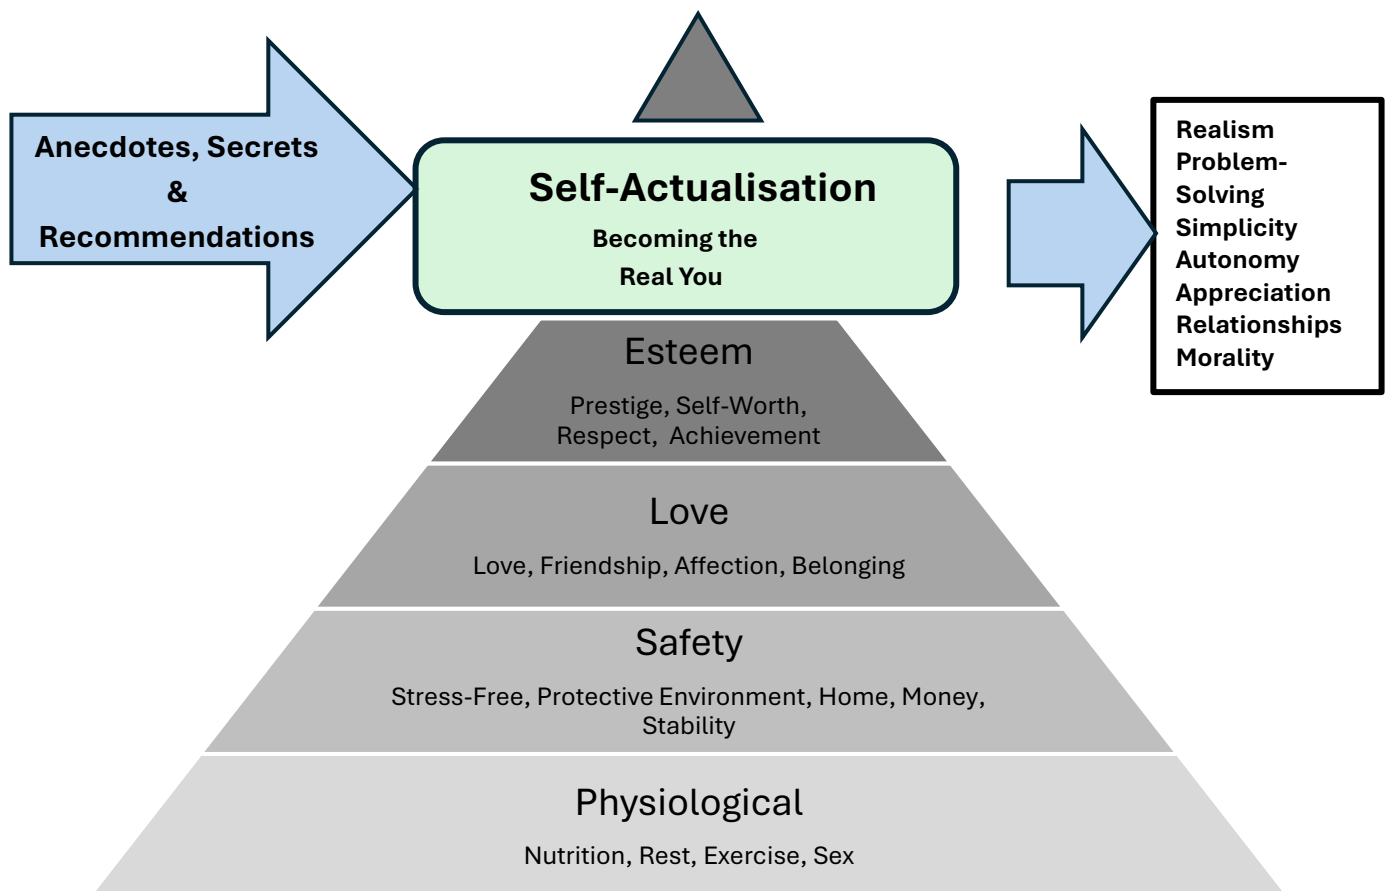 Anecdotes, Secrets
&
Recommendations
Self-Actualisation
Becoming the
Real You
Realism
Problem-
Solving
Simplicity
Autonomy
Appreciation
Relationships
Morality
Esteem
Prestige, Self-Worth,
Respect, Achievement
Love
Love, Friendship, Affection, Belonging
Safety
Stress-Free, Protective Environment, Home, Money,
Stability
Physiological
Nutrition, Rest, Exercise, Sex